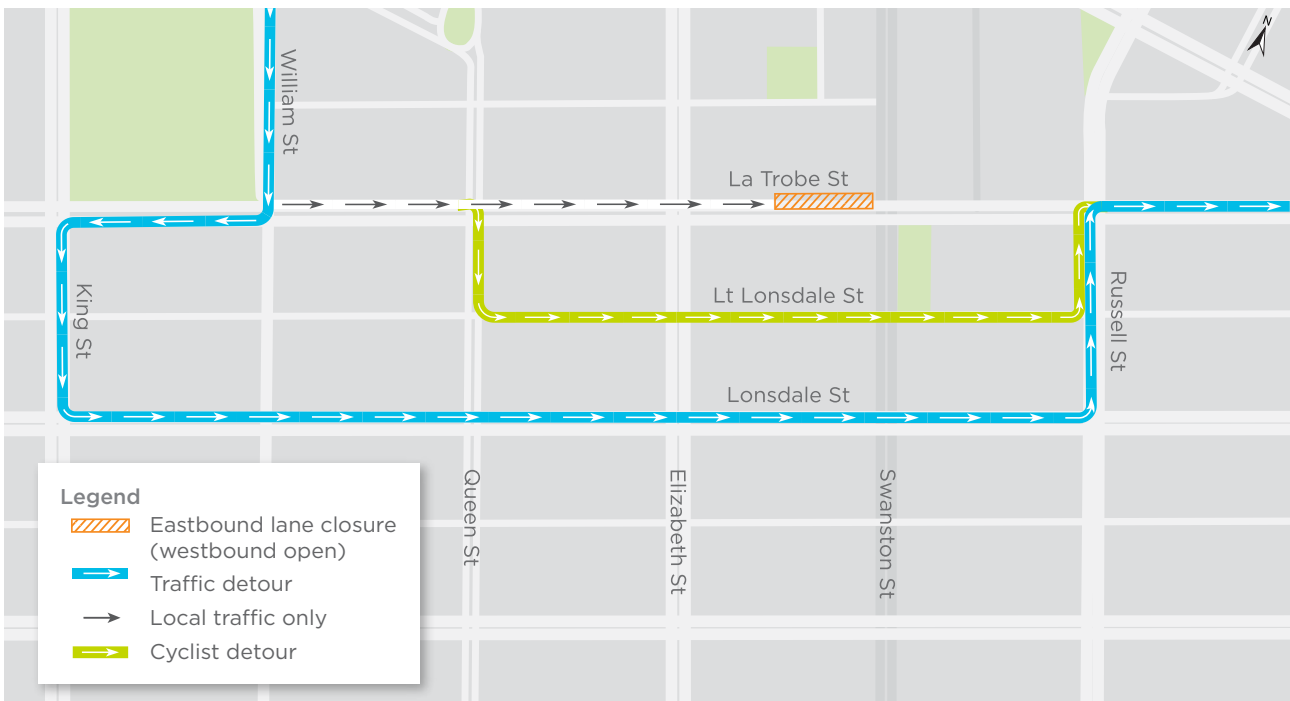 N
William St
La Trobe St
King St
Lt Lonsdale St
Russell St
Lonsdale St
Queen St
Elizabeth St
Swanston St
Legend
Eastbound lane closure
(westbound open)
Traffic detour
Local traffic only
Cyclist detour